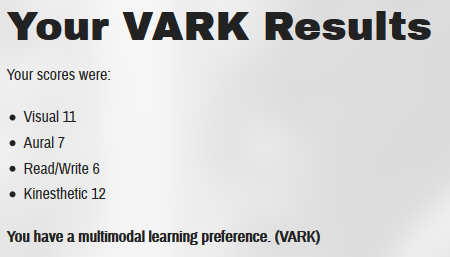 Your VARK Results
Your scores were:
Visual 11
Aural 7
Read/Write 6
Kinesthetic 12
You have a multimodal learning preference. (VARK)